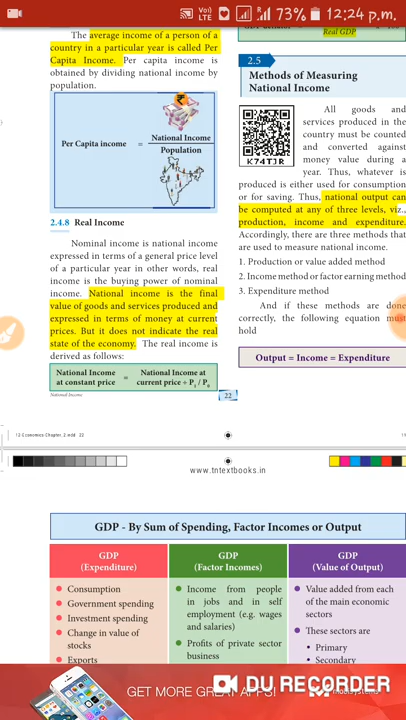 Vo)
LTE
R
R
73%
12:24 p.m.
The average income of a person of a
country in a particular year is called Per
Capita Income. Per capita income is
obtained by dividing national income by
population.
Per Capita income = National Income
Population
2.4.8 Real Income
Nominal income is national income
expressed in terms of a general price level
of a particular year in other words, real
income is the buying power of nominal
income. National income is the final
value of goods and services produced and
expressed in terms of money at current
prices. But it does not indicate the real
state of the economy. The real income is
derived as follows:
National Income
at constant price
=
National Income at
current price ÷ P1 / P0
National Income
22
Real GDP
2.5
Methods of Measuring
National Income
K74TJR
All goods and
services produced in the
country must be counted
and converted against
money value during a
year. Thus, whatever is
produced is either used for consumption
or for saving. Thus, national output can
be computed at any of three levels, viz.,
production, income and expenditure.
Accordingly, there are three methods that
are used to measure national income.
1. Production or value added method
2. Income method or factor earning method
3. Expenditure method
And if these methods are done
correctly, the following equation must
hold
Output = Income = Expenditure
12 Economics Chapter_2.indd 22
www.tntextbooks.in
GDP - By Sum of Spending, Factor Incomes or Output
GDP
(Expenditure)
Consumption
Government spending
Investment spending
Change in value of
stocks
Exports
GDP
(Factor Incomes)
Income from people
in jobs and in self
employment (e.g. wages
and salaries)
Profits of private sector
business
GDP
(Value of Output)
Value added from each
of the main economic
sectors
These sectors are
• Primary
• Secondary
GET MORE GREAT APPS!
DU RECORDER